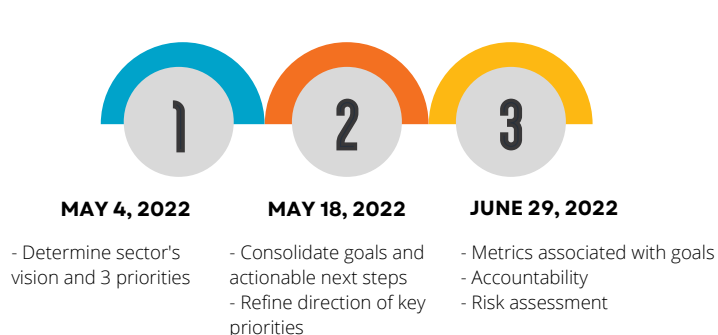 1
2
3
MAY 4, 2022
- Determine sector's
vision and 3 priorities
MAY 18, 2022
- Consolidate goals and
actionable next steps
- Refine direction of key
priorities
JUNE 29, 2022
- Metrics associated with goals
- Accountability
- Risk assessment